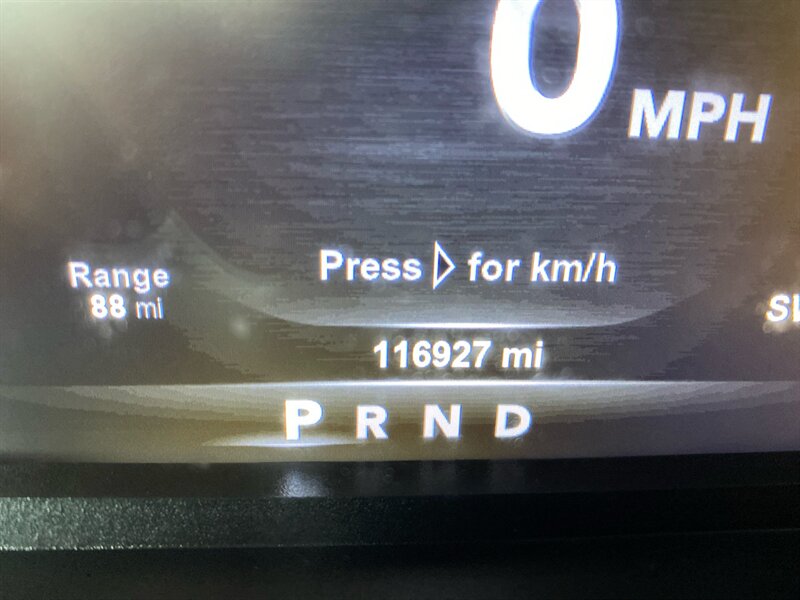 0 MPH
Press ▷ for km/h
Range
88 mi
116927 mi
P R N D